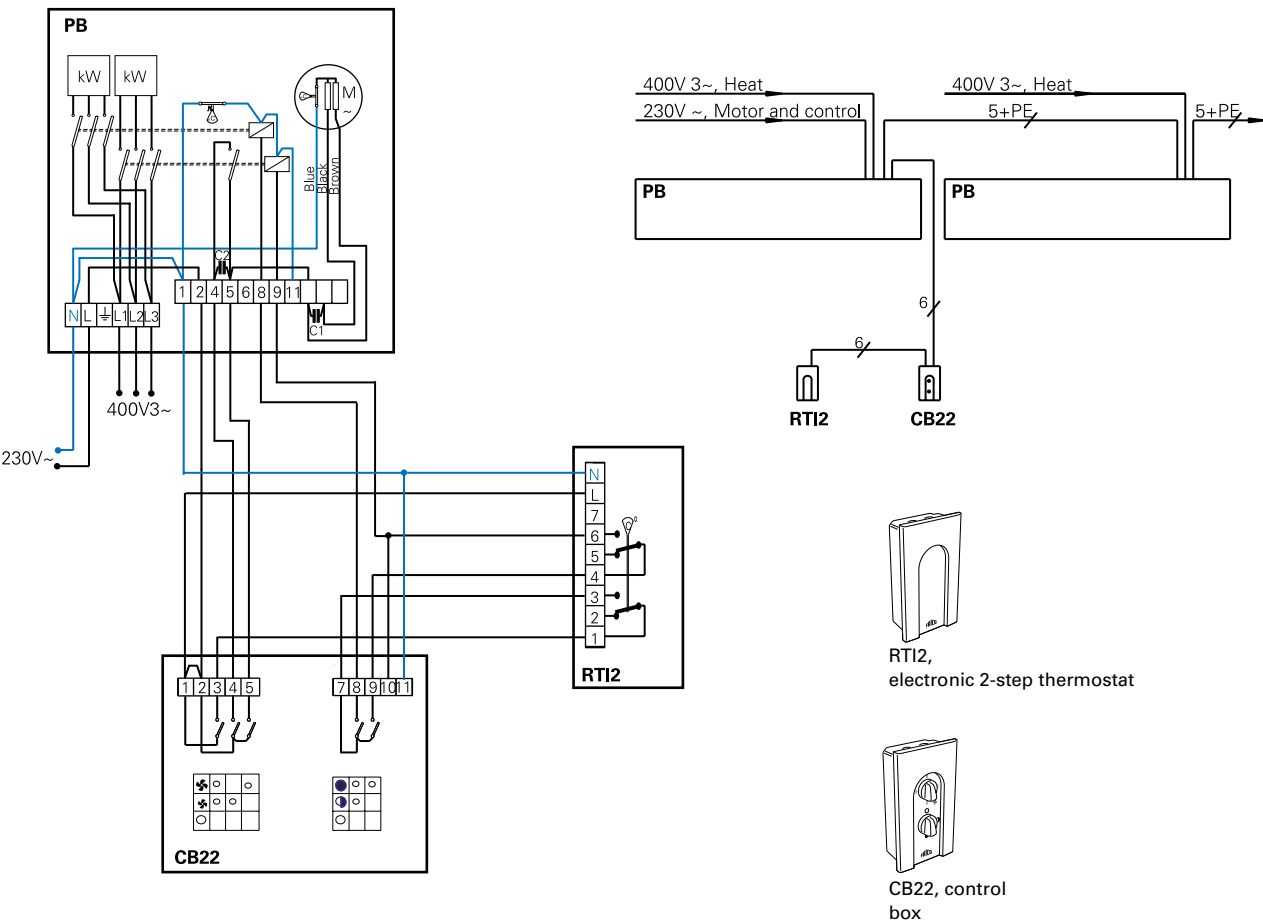 PB
kW kW
M
~
Blue
Black
Brown
C2
1 2 4 5 6 8 9 11
N L L1 L2 L3
C1
400V3~
230V~
N
L
7
6
5
4
3
2
1
RTI2
1 2 3 4 5
7 8 9 10 11
CB22
400V 3~, Heat
230V ~, Motor and control
400V 3~, Heat
5+PE
5+PE
PB
PB
6
6
RTI2
CB22
RTI2,
electronic 2-step thermostat
CB22, control
box